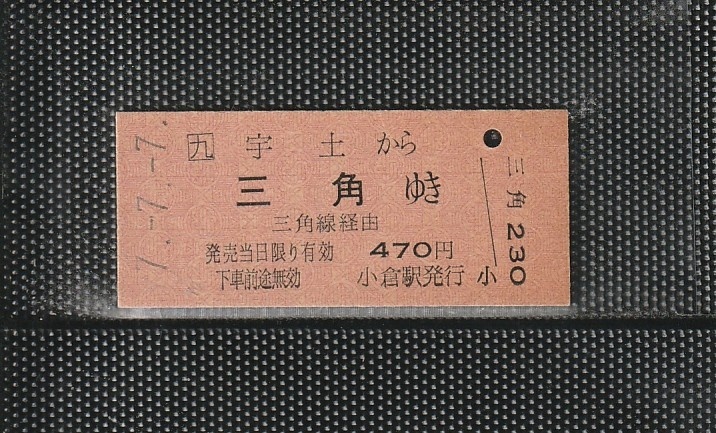 九 宇土から
三角ゆき
三角線経由
発売当日限り有効 470円
下車前途無効 小倉駅発行
三角 230
小
7.-7.-7.